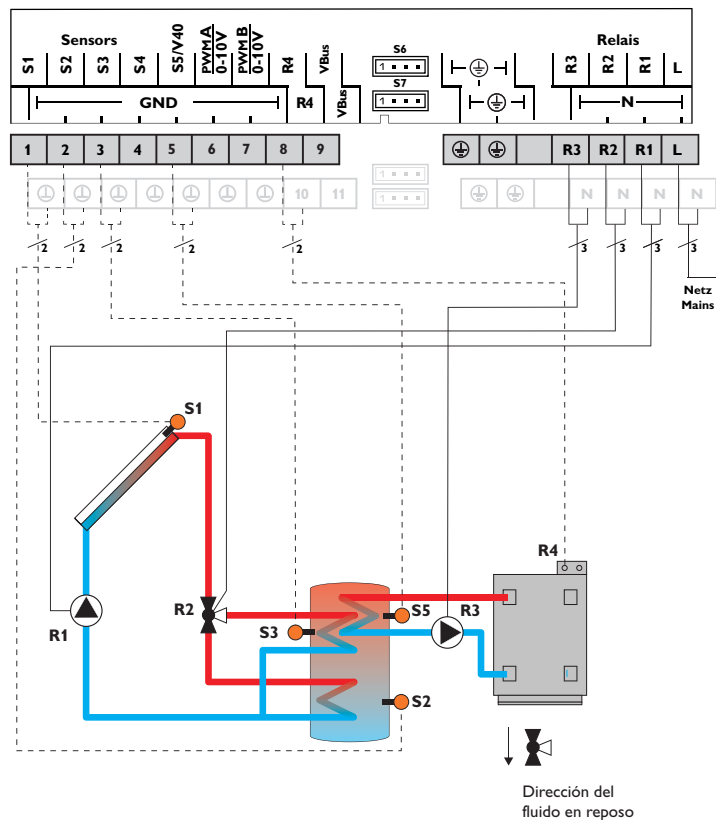 Sensors
Relais
S1 S2 S3 S4 S5/V40 PWM A 0-10V PWM B 0-10V R4 VBus
S6
S7
R3 R2 R1 L
GND
R4
VBus
N
1 2 3 4 5 6 7 8 9
R3 R2 R1 L
10 11
N N N N
2 2 2 2 2
3 3 3 3
Netz
Mains
S1
R4
R2
S5
R3
S3
R1
S2
Dirección del
fluido en reposo